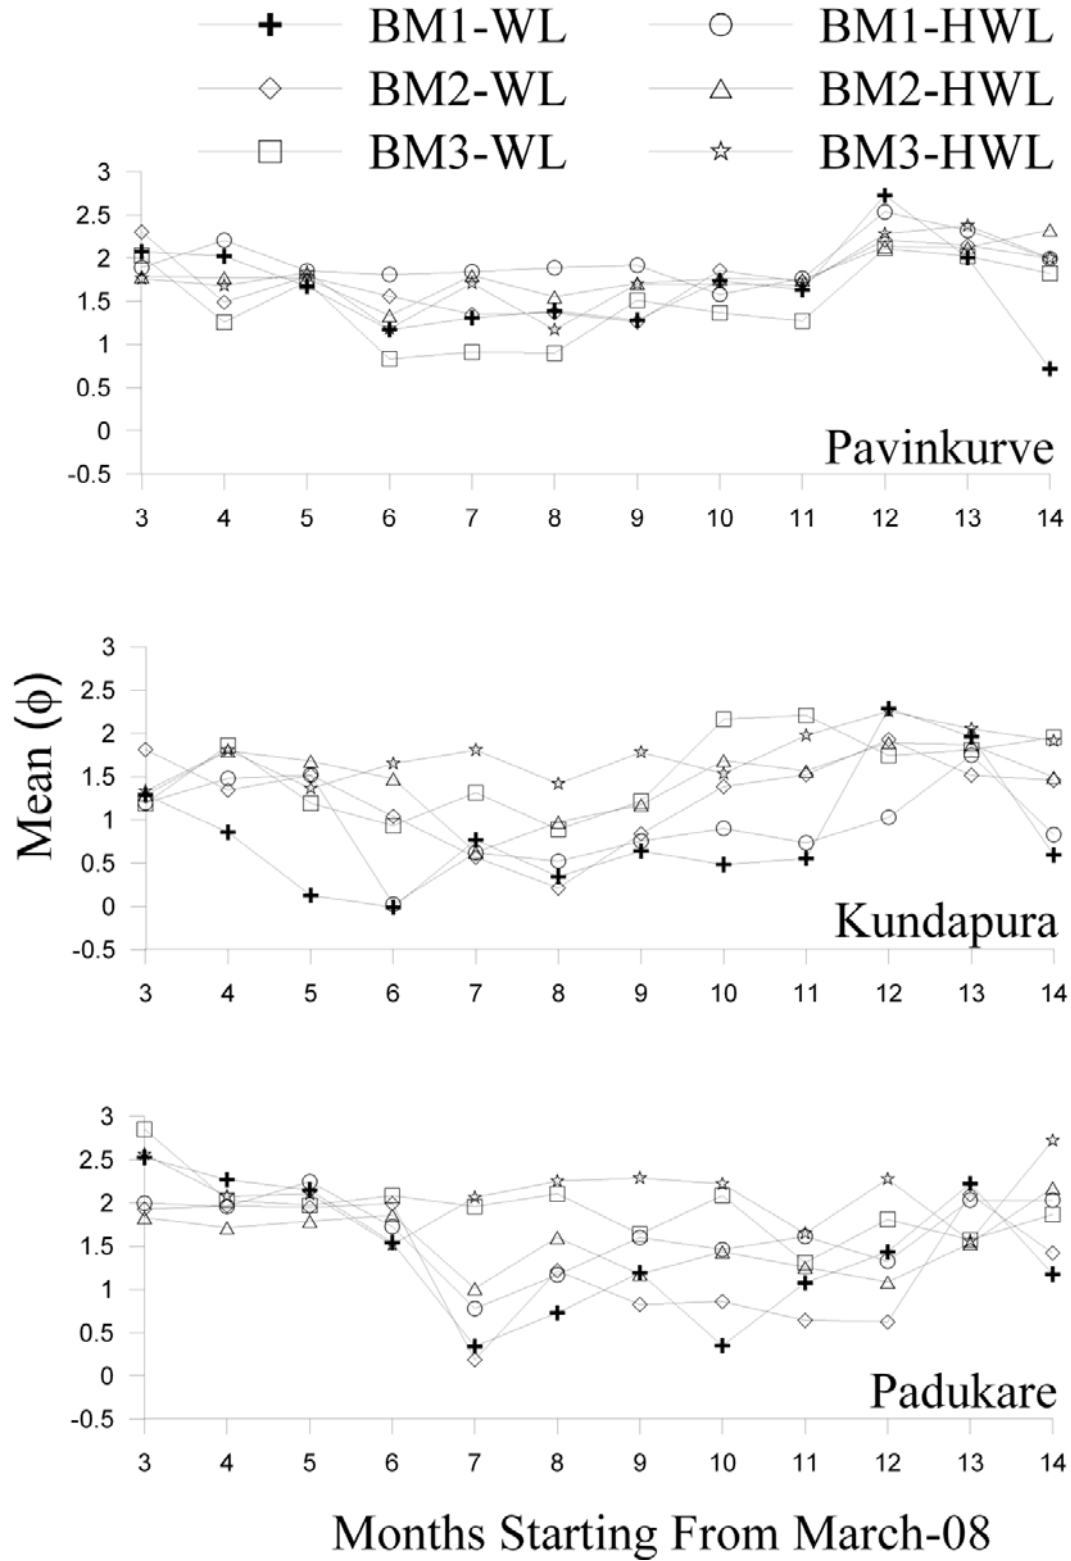 BM1-WL BM1-HWL
BM2-WL BM2-HWL
BM3-WL BM3-HWL
3
2.5
2
1.5
1
0.5
0
-0.5
Pavinkurve
3 4 5 6 7 8 9 10 11 12 13 14
Mean (ϕ)
3
2.5
2
1.5
1
0.5
0
-0.5
Kundapura
3 4 5 6 7 8 9 10 11 12 13 14
3
2.5
2
1.5
1
0.5
0
-0.5
Padukare
3 4 5 6 7 8 9 10 11 12 13 14
Months Starting From March-08